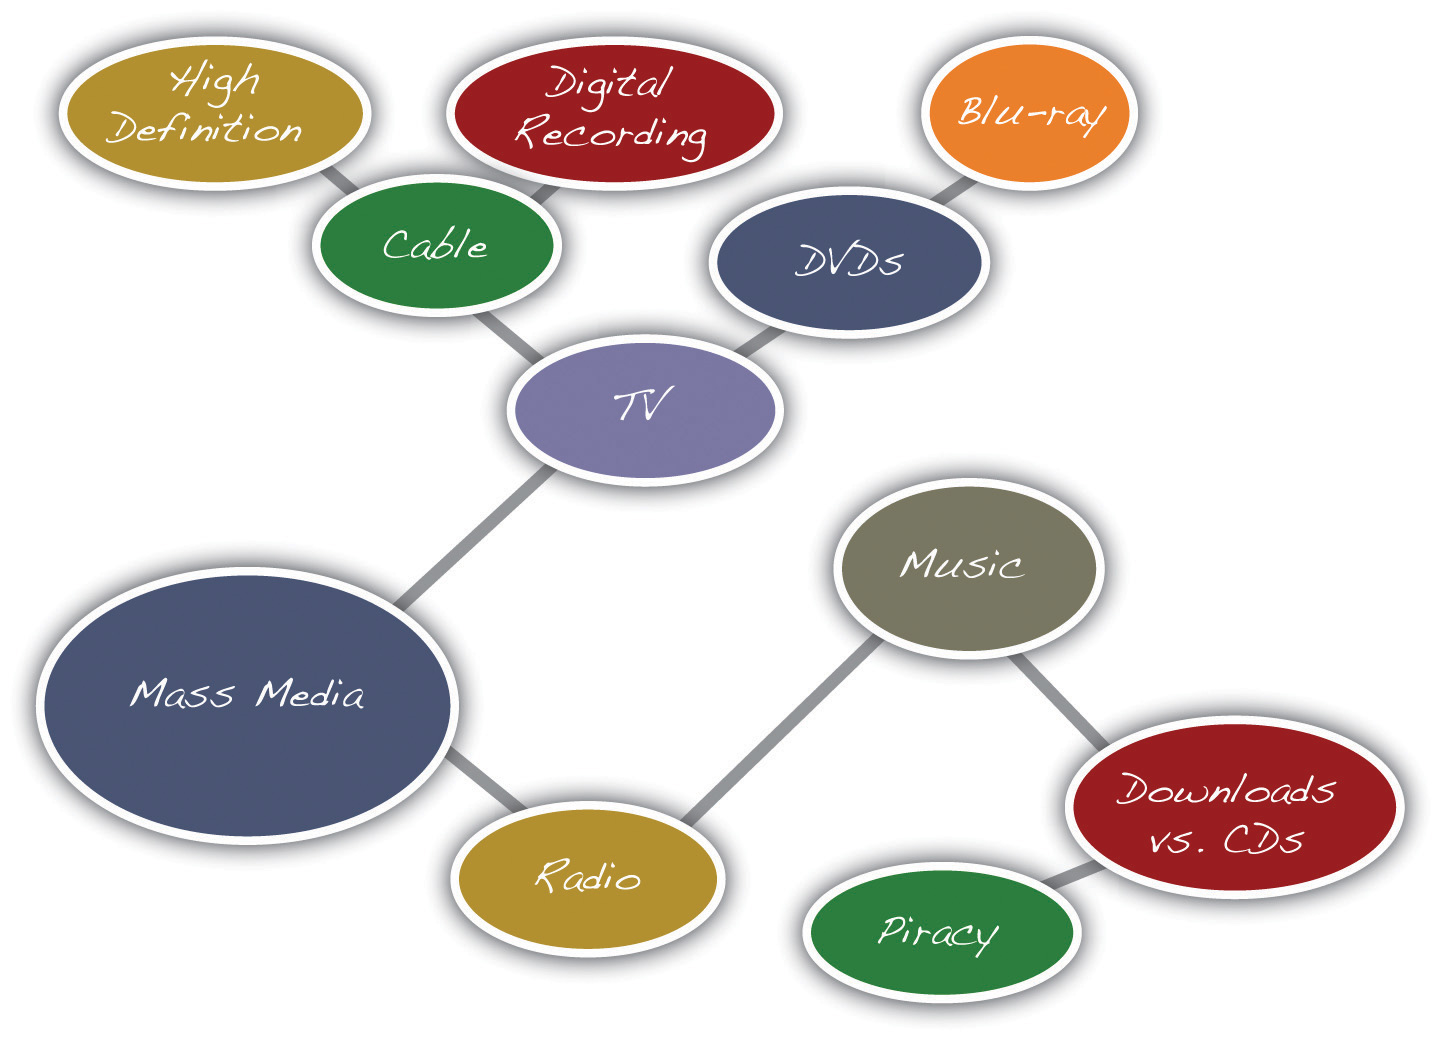 High
Definition
Digital
Recording
Blu-ray
Cable
DVDs
TV
Music
Mass Media
Downloads
vs. CDs
Radio
Piracy